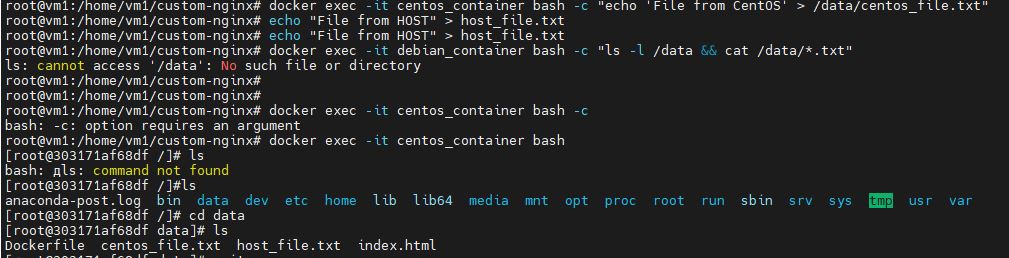 root@vm1:/home/vm1/custom-nginx# docker exec -it centos_container bash -c "echo 'File from CentOS' > /data/centos_file.txt"
root@vm1:/home/vm1/custom-nginx# echo "File from HOST" > host_file.txt
root@vm1:/home/vm1/custom-nginx# echo "File from HOST" > host_file.txt
root@vm1:/home/vm1/custom-nginx# docker exec -it debian_container bash -c "ls -l /data && cat /data/*.txt"
ls: cannot access '/data': No such file or directory
root@vm1:/home/vm1/custom-nginx#
root@vm1:/home/vm1/custom-nginx#
root@vm1:/home/vm1/custom-nginx# docker exec -it centos_container bash -c
bash: -c: option requires an argument
root@vm1:/home/vm1/custom-nginx# docker exec -it centos_container bash
[root@303171af68df /]# ls
bash: дls: command not found
[root@303171af68df /]#ls
anaconda-post.log bin data dev etc home lib lib64 media mnt opt proc root run sbin srv sys tmp usr var
[root@303171af68df /]# cd data
[root@303171af68df data]# ls
Dockerfile centos_file.txt host_file.txt index.html